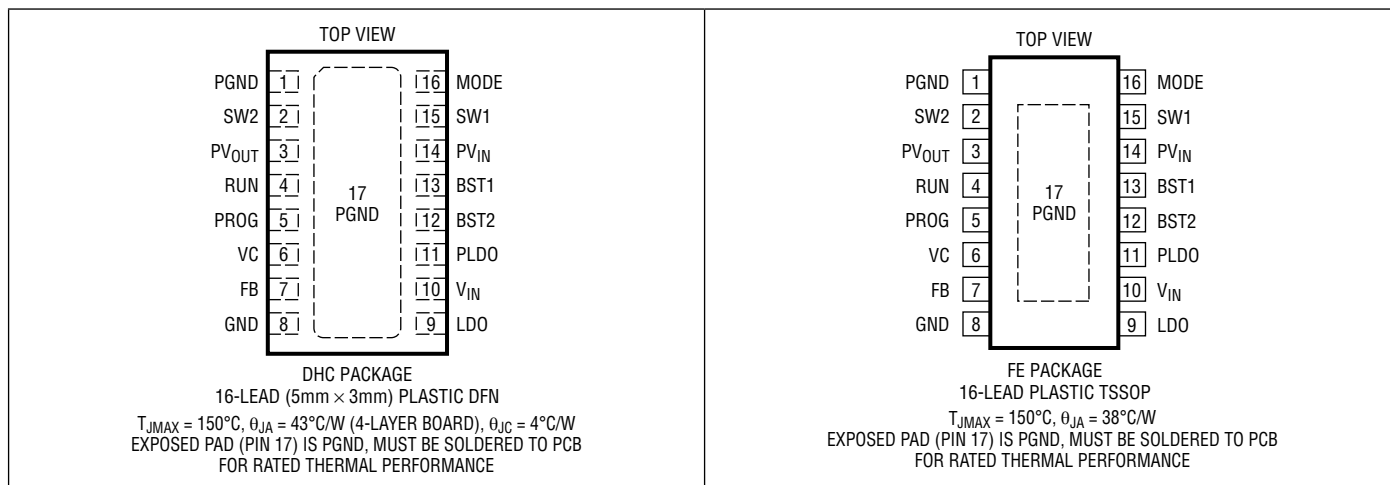 TOP VIEW
PGND 1 16 MODE
SW2 2 15 SW1
PVOUT 3 14 PVIN
RUN 4 13 BST1
PROG 5 12 BST2
VC 6 11 PLDO
FB 7 10 VIN
GND 8 9 LDO
17
PGND
DHC PACKAGE
16-LEAD (5mm × 3mm) PLASTIC DFN
TJMAX = 150°C, θJA = 43°C/W (4-LAYER BOARD), θJC = 4°C/W
EXPOSED PAD (PIN 17) IS PGND, MUST BE SOLDERED TO PCB
FOR RATED THERMAL PERFORMANCE
TOP VIEW
PGND 1 16 MODE
SW2 2 15 SW1
PVOUT 3 14 PVIN
RUN 4 13 BST1
PROG 5 12 BST2
VC 6 11 PLDO
FB 7 10 VIN
GND 8 9 LDO
17
PGND
FE PACKAGE
16-LEAD PLASTIC TSSOP
TJMAX = 150°C, θJA = 38°C/W
EXPOSED PAD (PIN 17) IS PGND, MUST BE SOLDERED TO PCB
FOR RATED THERMAL PERFORMANCE